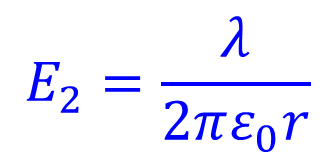 E₂ = λ / 2πε₀r